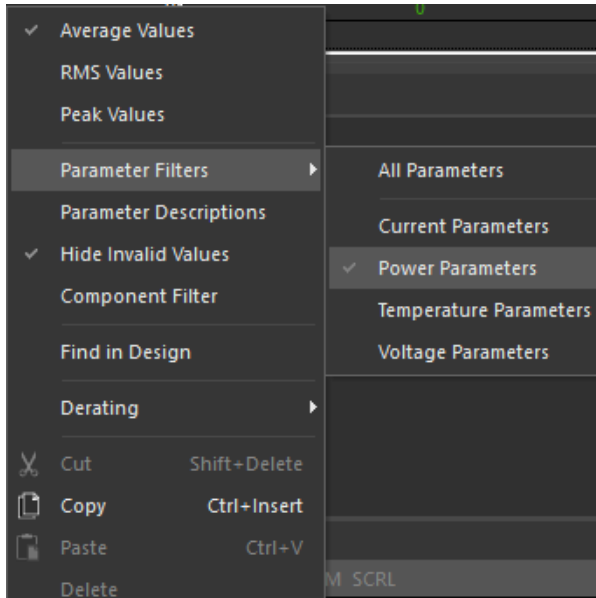 0
Average Values
RMS Values
Peak Values
Parameter Filters
Parameter Descriptions
Hide Invalid Values
Component Filter
Find in Design
Derating
Cut Shift+Delete
Copy Ctrl+Insert
Paste Ctrl+V
Delete
All Parameters
Current Parameters
Power Parameters
Temperature Parameters
Voltage Parameters
M SCRL